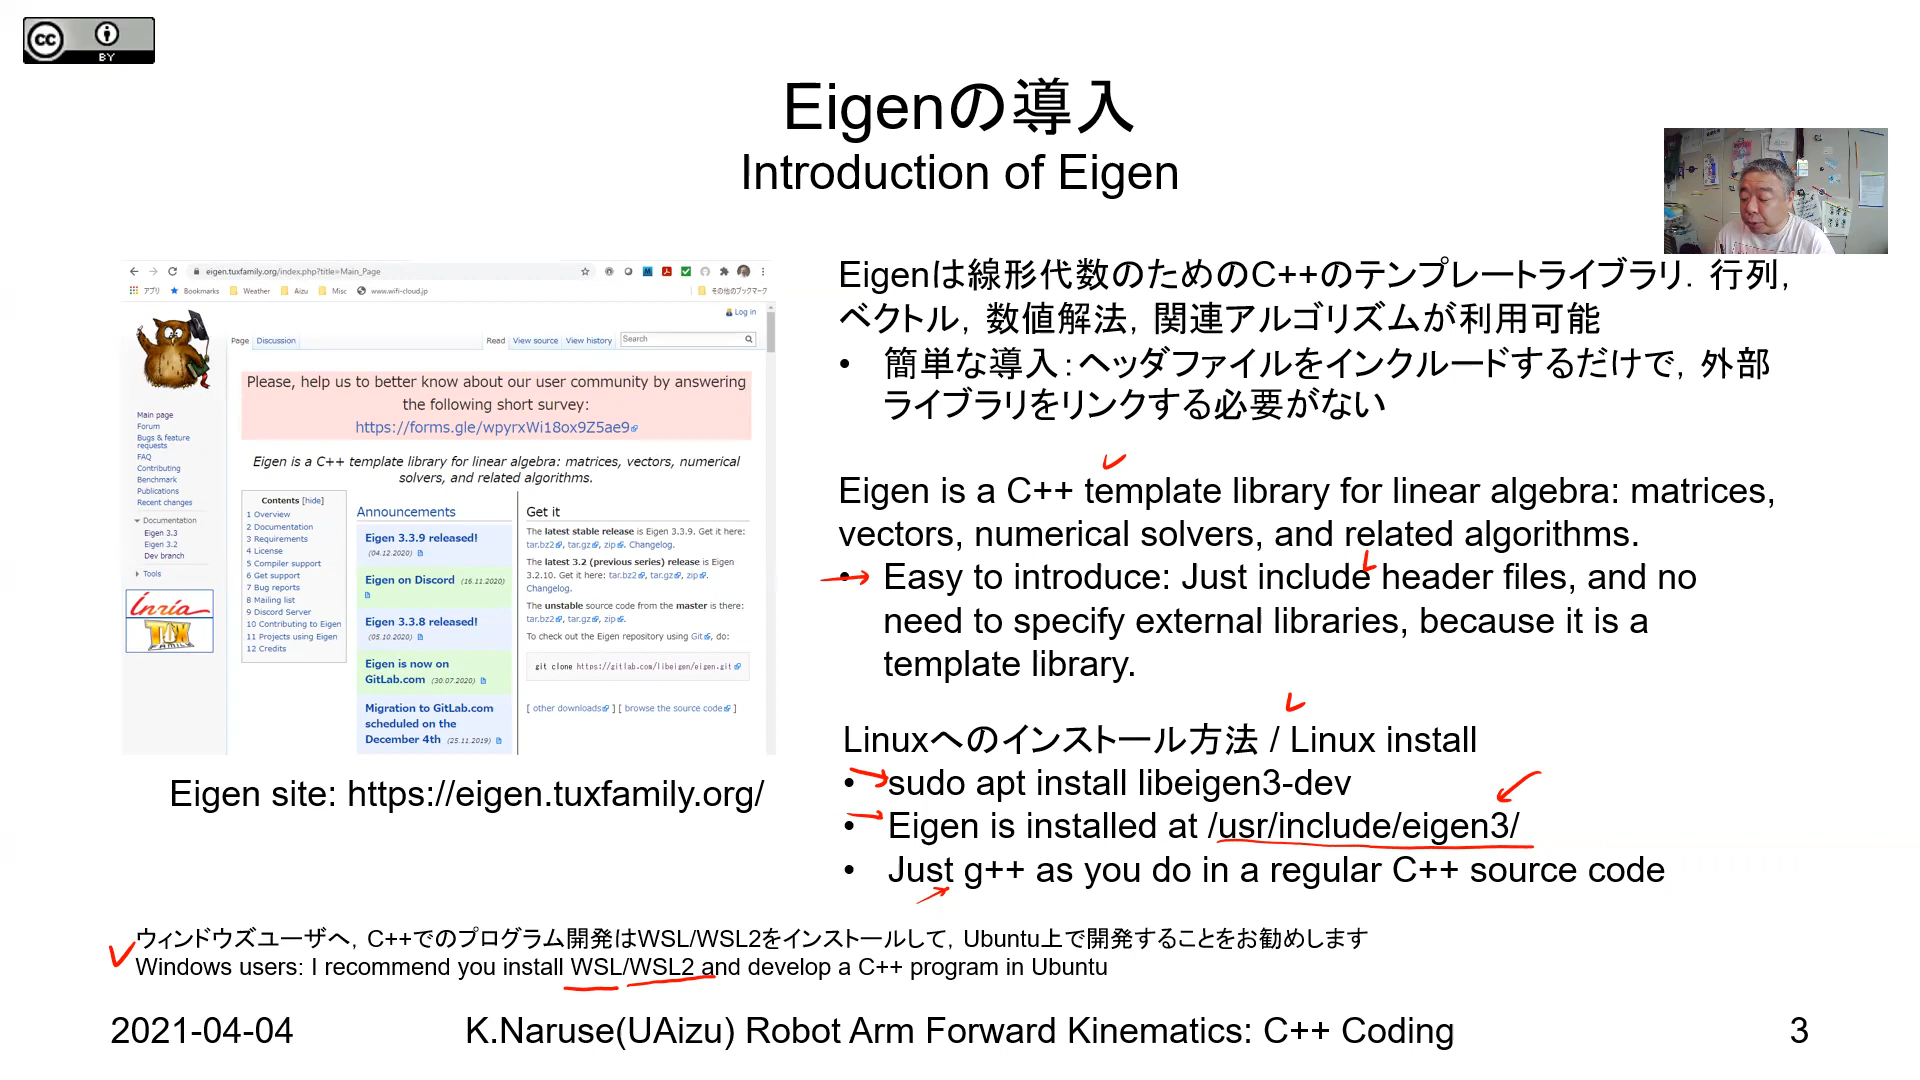 cc
BY
Eigenの導入
Introduction of Eigen
eigen.tuxfamily.org/index.php?title=Main_Page
アプリ Bookmarks Weather Aizu Misc www.wifi-cloud.jp その他のブックマーク
Log in
Page Discussion Read View source View history Search
Please, help us to better know about our user community by answering
the following short survey:
https://forms.gle/wpyrxWi18ox9Z5ae9
Eigen is a C++ template library for linear algebra: matrices, vectors, numerical
solvers, and related algorithms.
Main page
Forum
Bugs & feature
requests
FAQ
Contributing
Benchmark
Publications
Recent changes
Documentation
Eigen 3.3
Eigen 3.2
Dev branch
Tools
Inria
TUX
FAMILY
Contents [hide]
1 Overview
2 Documentation
3 Requirements
4 License
5 Compiler support
6 Get support
7 Bug reports
8 Mailing list
9 Discord Server
10 Contributing to Eigen
11 Projects using Eigen
12 Credits
Announcements
Eigen 3.3.9 released!
(04.12.2020)
Eigen on Discord (16.11.2020)
Eigen 3.3.8 released!
(05.10.2020)
Eigen is now on
GitLab.com (30.07.2020)
Migration to GitLab.com
scheduled on the
December 4th (25.11.2019)
Get it
The latest stable release is Eigen 3.3.9. Get it here:
tar.bz2, tar.gz, zip. Changelog.
The latest 3.2 (previous series) release is Eigen
3.2.10. Get it here: tar.bz2, tar.gz, zip.
Changelog.
The unstable source code from the master is there:
tar.bz2, tar.gz, zip.
To check out the Eigen repository using Git, do:
git clone https://gitlab.com/libeigen/eigen.git
[ other downloads ] [ browse the source code ]
Eigen site: https://eigen.tuxfamily.org/
Eigenは線形代数のためのC++のテンプレートライブラリ．行列，
ベクトル，数値解法，関連アルゴリズムが利用可能
• 簡単な導入：ヘッダファイルをインクルードするだけで，外部
ライブラリをリンクする必要がない
Eigen is a C++ template library for linear algebra: matrices,
vectors, numerical solvers, and related algorithms.
• Easy to introduce: Just include header files, and no
need to specify external libraries, because it is a
template library.
Linuxへのインストール方法 / Linux install
• sudo apt install libeigen3-dev
• Eigen is installed at /usr/include/eigen3/
• Just g++ as you do in a regular C++ source code
ウィンドウズユーザへ，C++でのプログラム開発はWSL/WSL2をインストールして，Ubuntu上で開発することをお勧めします
Windows users: I recommend you install WSL/WSL2 and develop a C++ program in Ubuntu
2021-04-04
K.Naruse(UAizu) Robot Arm Forward Kinematics: C++ Coding
3